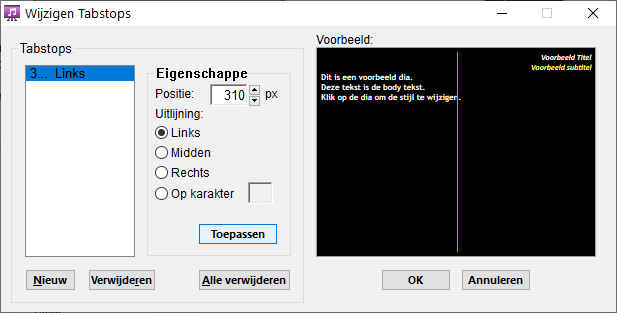 Wijzigen Tabstops
Tabstops
3... Links
Eigenschappe
Positie: 310 px
Uitlijning:
Links
Midden
Rechts
Op karakter
Toepassen
Nieuw
Verwijderen
Alle verwijderen
Voorbeeld:
Voorbeeld Titel
Voorbeeld subtitel
Dit is een voorbeeld dia.
Deze tekst is de body tekst.
Klik op de dia om de stijl te wijzigen.
OK
Annuleren